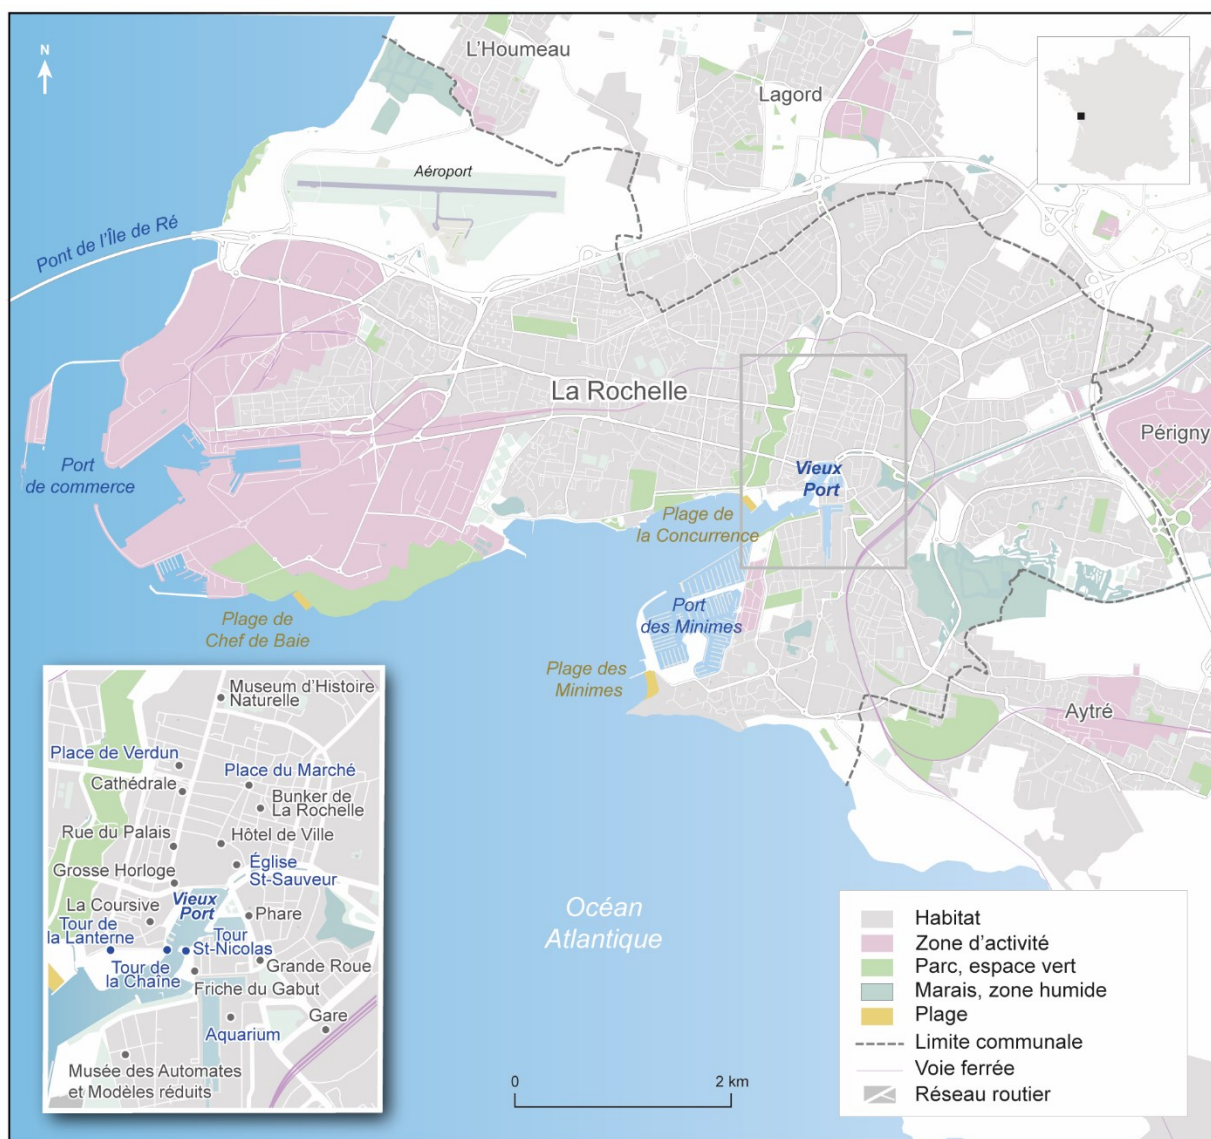 N
L'Houmeau
Lagord
Aéroport
Pont de l'Île de Ré
La Rochelle
Périgny
Port
de commerce
Vieux
Port
Plage de
la Concurrence
Plage de
Chef de Baie
Port
des Minimes
Plage des
Minimes
Aytré
Océan
Atlantique
Museum d'Histoire
Naturelle
Place de Verdun
Place du Marché
Cathédrale
Bunker de
La Rochelle
Rue du Palais
Hôtel de Ville
Grosse Horloge
Église
St-Sauveur
La Coursive
Vieux
Port
Phare
Tour de
la Lanterne
Tour
St-Nicolas
Tour de
la Chaîne
Grande Roue
Friche du Gabut
Gare
Aquarium
Musée des Automates
et Modèles réduits
0 2 km
Habitat
Zone d'activité
Parc, espace vert
Marais, zone humide
Plage
Limite communale
Voie ferrée
Réseau routier